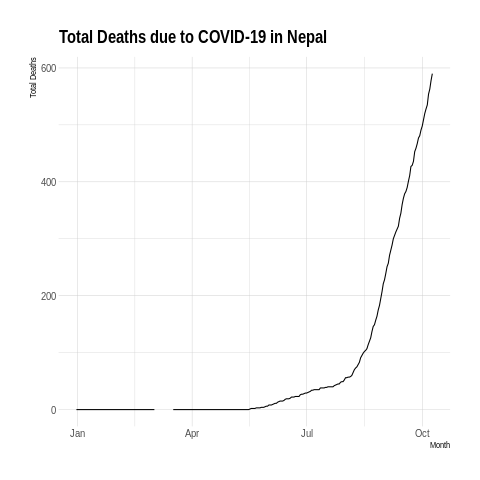 Total Deaths due to COVID-19 in Nepal
Total Deaths
600
400
200
0
Jan Apr Jul Oct
Month